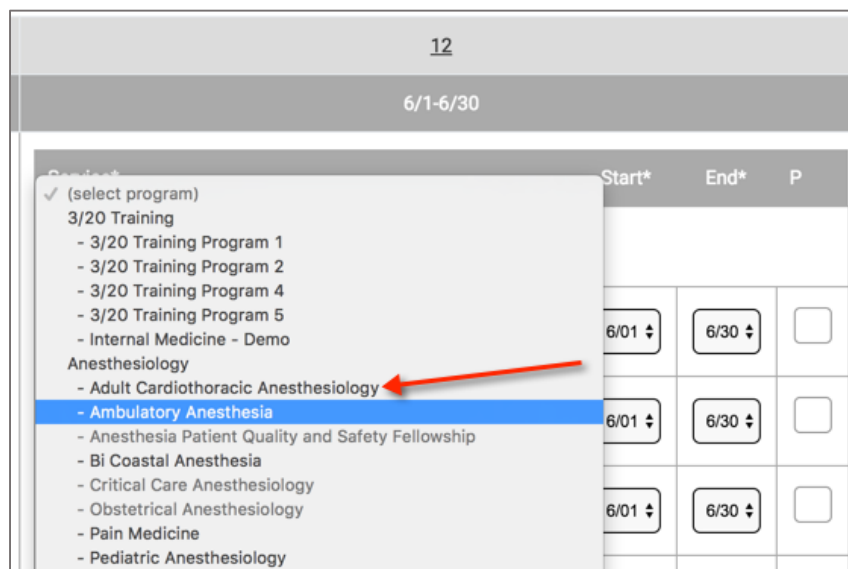 12
6/1-6/30
Start* End* P
✓ (select program)
3/20 Training
- 3/20 Training Program 1
- 3/20 Training Program 2
- 3/20 Training Program 4
- 3/20 Training Program 5
- Internal Medicine - Demo
Anesthesiology
- Adult Cardiothoracic Anesthesiology
- Ambulatory Anesthesia
- Anesthesia Patient Quality and Safety Fellowship
- Bi Coastal Anesthesia
- Critical Care Anesthesiology
- Obstetrical Anesthesiology
- Pain Medicine
- Pediatric Anesthesiology
6/01 6/30
6/01 6/30
6/01 6/30